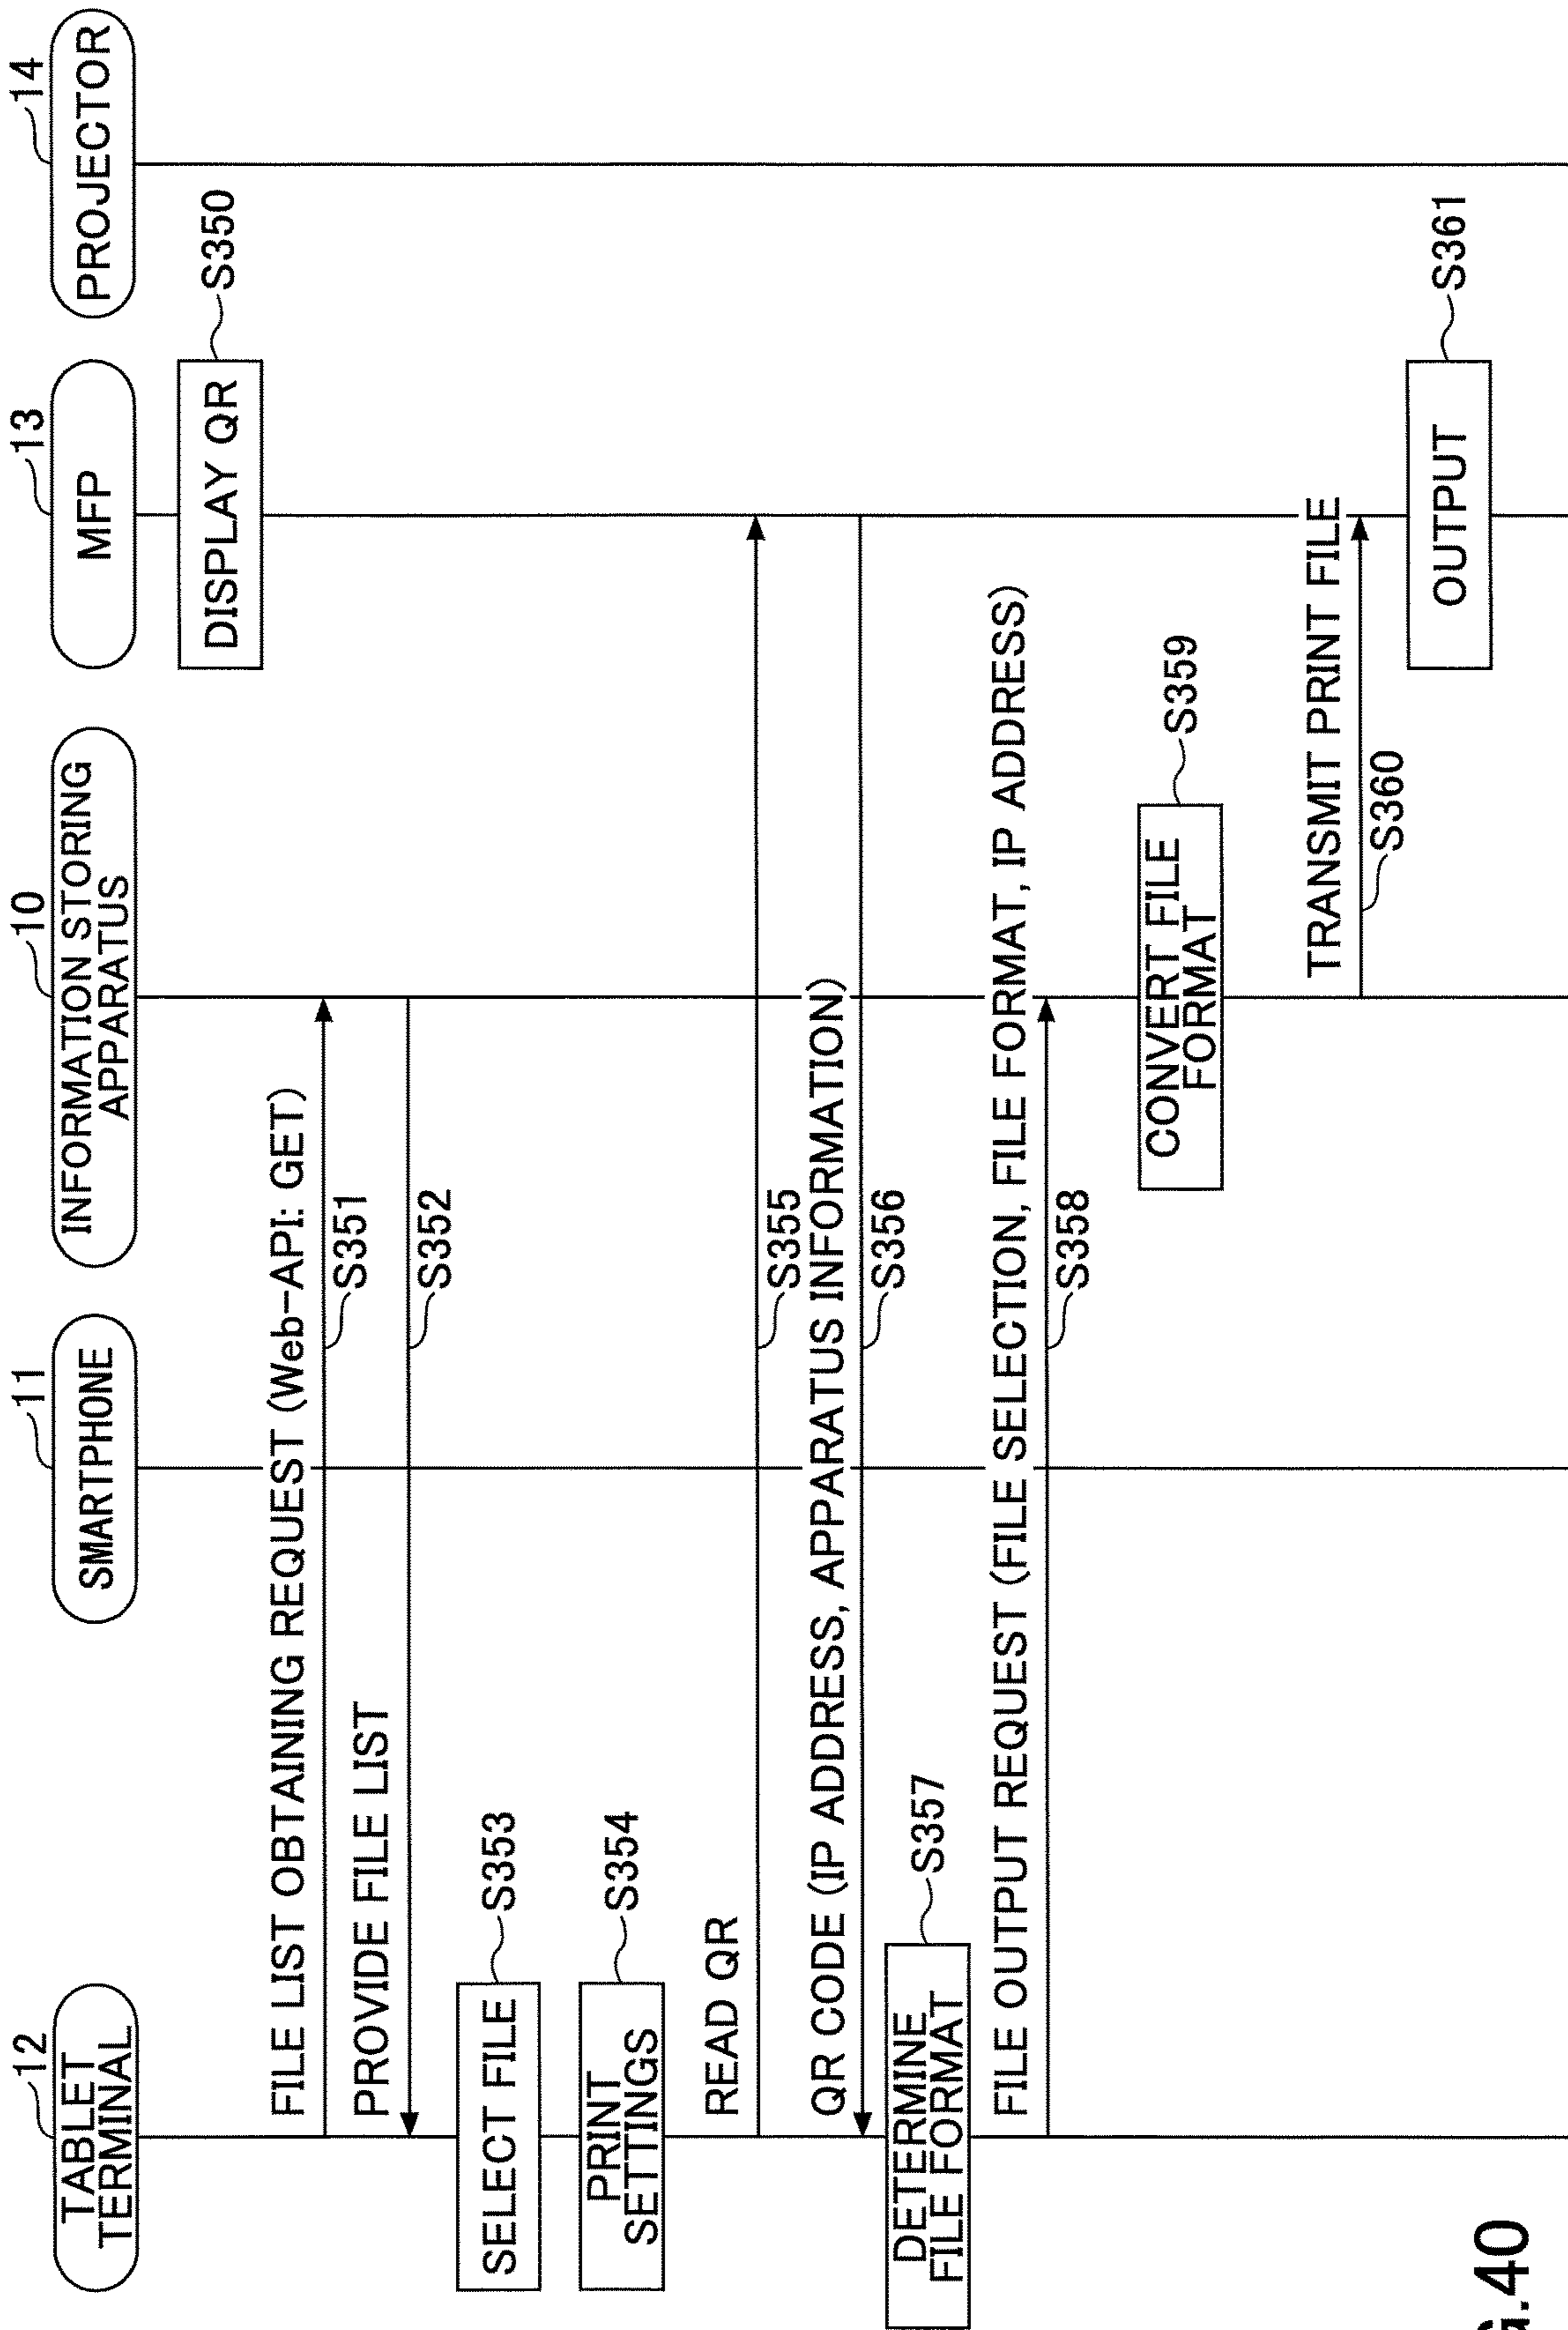 12
TABLET
TERMINAL
11
SMARTPHONE
10
INFORMATION STORING
APPARATUS
13
MFP
14
PROJECTOR
DISPLAY QR
S350
FILE LIST OBTAINING REQUEST (Web-API: GET)
S351
PROVIDE FILE LIST
S352
SELECT FILE
S353
PRINT
SETTINGS
S354
READ QR
S355
QR CODE (IP ADDRESS, APPARATUS INFORMATION)
S356
DETERMINE
FILE FORMAT
S357
FILE OUTPUT REQUEST (FILE SELECTION, FILE FORMAT, IP ADDRESS)
S358
CONVERT FILE
FORMAT
S359
TRANSMIT PRINT FILE
S360
OUTPUT
S361
G.40